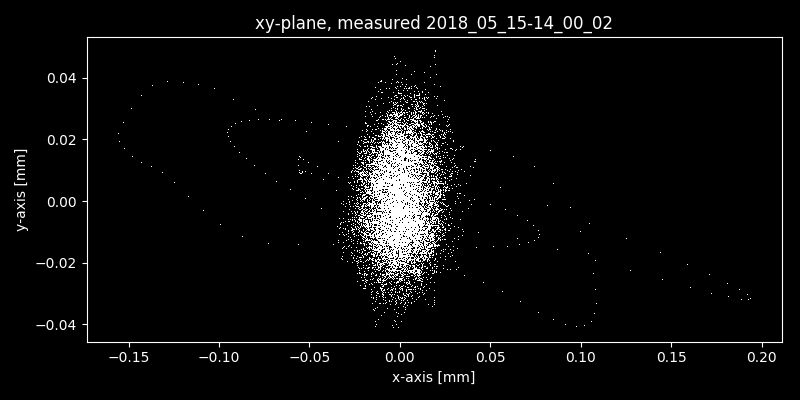 xy-plane, measured 2018_05_15-14_00_02
y-axis [mm]
0.04
0.02
0.00
−0.02
−0.04
−0.15 −0.10 −0.05 0.00 0.05 0.10 0.15 0.20
x-axis [mm]